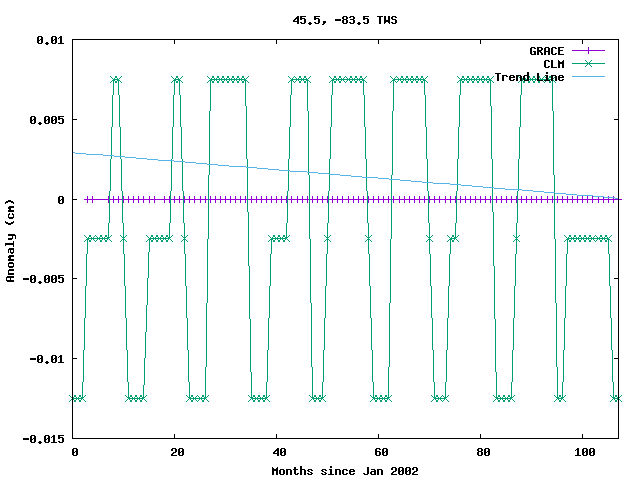 45.5, -83.5 TWS
0.01
GRACE
CLM
Trend Line
0.005
0
-0.005
-0.01
-0.015
Anomaly (cm)
0 20 40 60 80 100
Months since Jan 2002